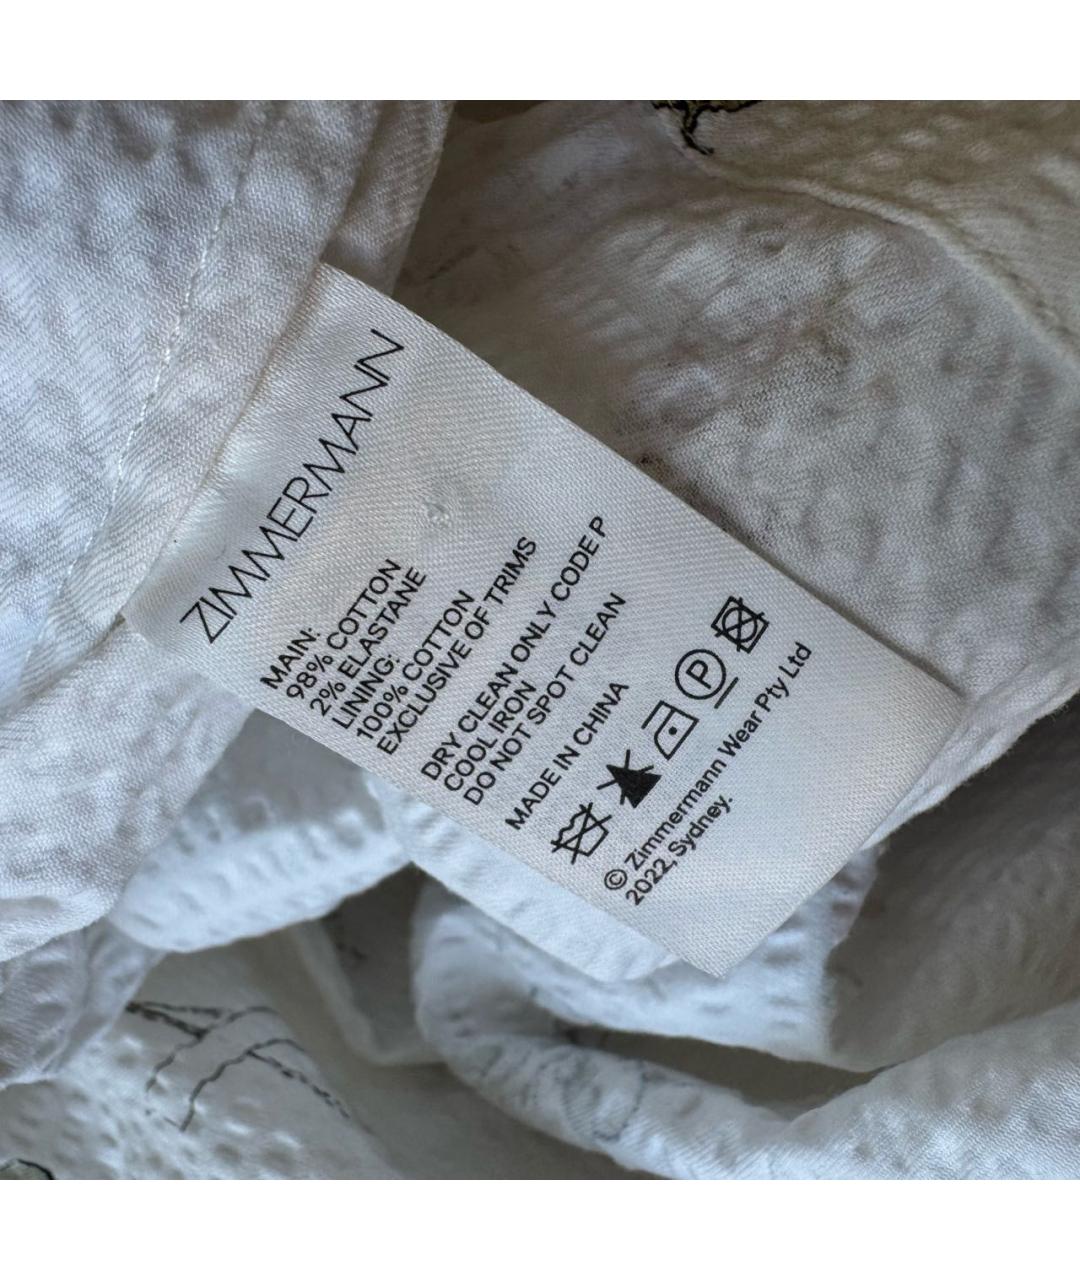 ZIMMERMANN
MAIN:
98% COTTON
2% ELASTANE
LINING:
100% COTTON
EXCLUSIVE OF TRIMS
DRY CLEAN ONLY CODE P
COOL IRON
DO NOT SPOT CLEAN
MADE IN CHINA
P
© Zimmermann Wear Pty Ltd
2022, Sydney.